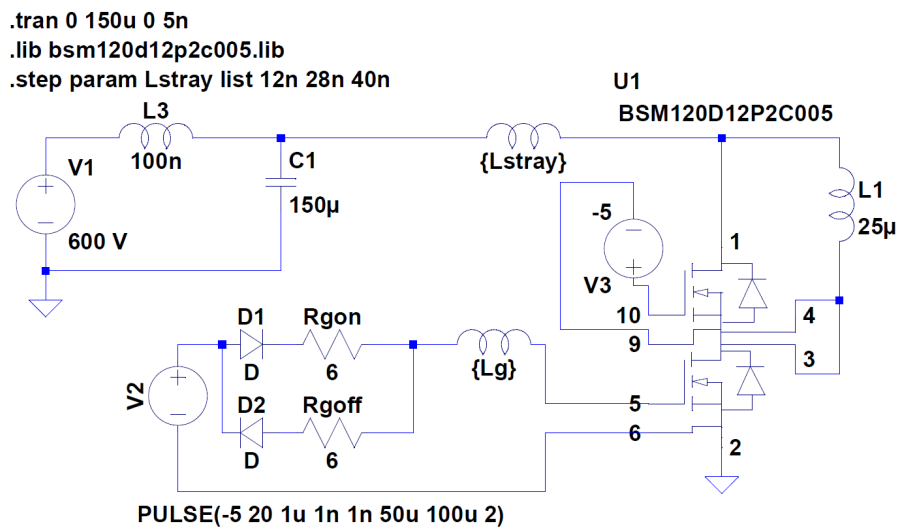 .tran 0 150u 0 5n
.lib bsm120d12p2c005.lib
.step param Lstray list 12n 28n 40n
U1
BSM120D12P2C005
L3
100n
V1
600 V
C1
150µ
{Lstray}
L1
25µ
-5
V3
1
10
9
4
3
5
6
2
D1
D
Rgon
6
D2
D
Rgoff
6
{Lg}
V2
PULSE(-5 20 1u 1n 1n 50u 100u 2)